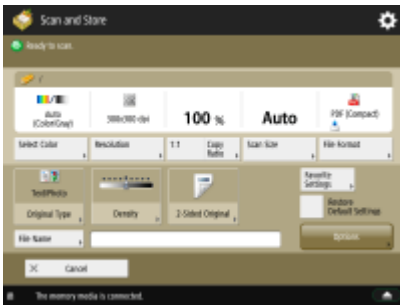 Scan and Store
Ready to scan.
/
Auto
(Color/Gray)
300x300 dpi
100 %
Auto
PDF (Compact)
Select Color
Resolution
1:1 Copy
Ratio
Scan Size
File Format
Text/Photo
Original Type
Density
2-Sided Original
Favorite
Settings
Restore
Default Settings
File Name
Options
Cancel
The memory media is connected.